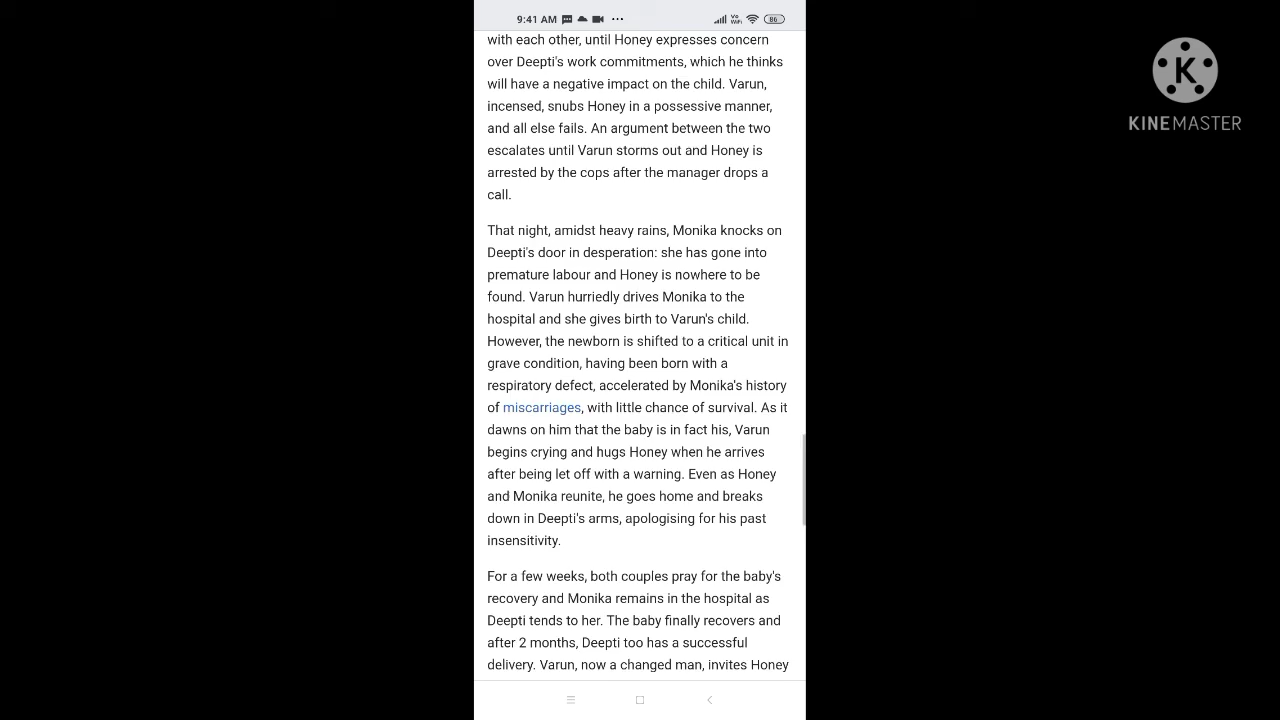 9:41 AM ...
Vo
WiFi
86
with each other, until Honey expresses concern
over Deepti's work commitments, which he thinks
will have a negative impact on the child. Varun,
incensed, snubs Honey in a possessive manner,
and all else fails. An argument between the two
escalates until Varun storms out and Honey is
arrested by the cops after the manager drops a
call.
That night, amidst heavy rains, Monika knocks on
Deepti's door in desperation: she has gone into
premature labour and Honey is nowhere to be
found. Varun hurriedly drives Monika to the
hospital and she gives birth to Varun's child.
However, the newborn is shifted to a critical unit in
grave condition, having been born with a
respiratory defect, accelerated by Monika's history
of miscarriages, with little chance of survival. As it
dawns on him that the baby is in fact his, Varun
begins crying and hugs Honey when he arrives
after being let off with a warning. Even as Honey
and Monika reunite, he goes home and breaks
down in Deepti's arms, apologising for his past
insensitivity.
For a few weeks, both couples pray for the baby's
recovery and Monika remains in the hospital as
Deepti tends to her. The baby finally recovers and
after 2 months, Deepti too has a successful
delivery. Varun, now a changed man, invites Honey
K
KINEMASTER